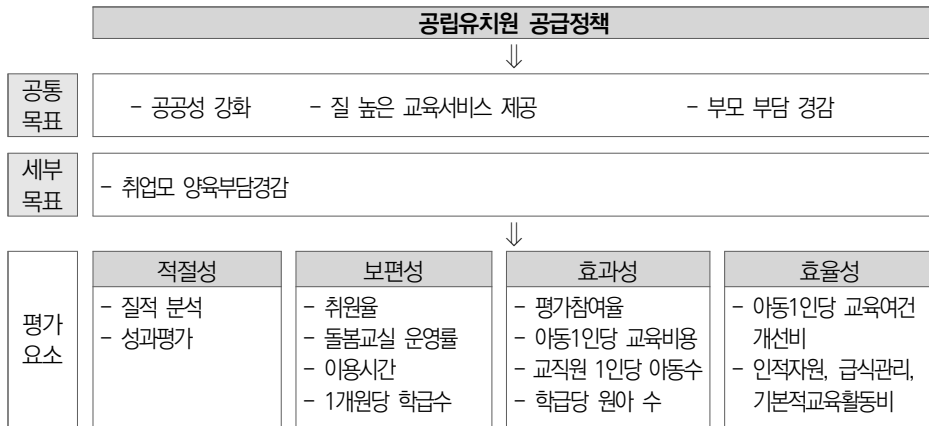 공립유치원 공급정책
⇓
공통
목표
- 공공성 강화 - 질 높은 교육서비스 제공 - 부모 부담 경감
세부
목표
- 취업모 양육부담경감
⇓
평가
요소
적절성
- 질적 분석
- 성과평가
보편성
- 취원율
- 돌봄교실 운영률
- 이용시간
- 1개원당 학급수
효과성
- 평가참여율
- 아동1인당 교육비용
- 교직원 1인당 아동수
- 학급당 원아 수
효율성
- 아동1인당 교육여건
개선비
- 인적자원, 급식관리,
기본적교육활동비